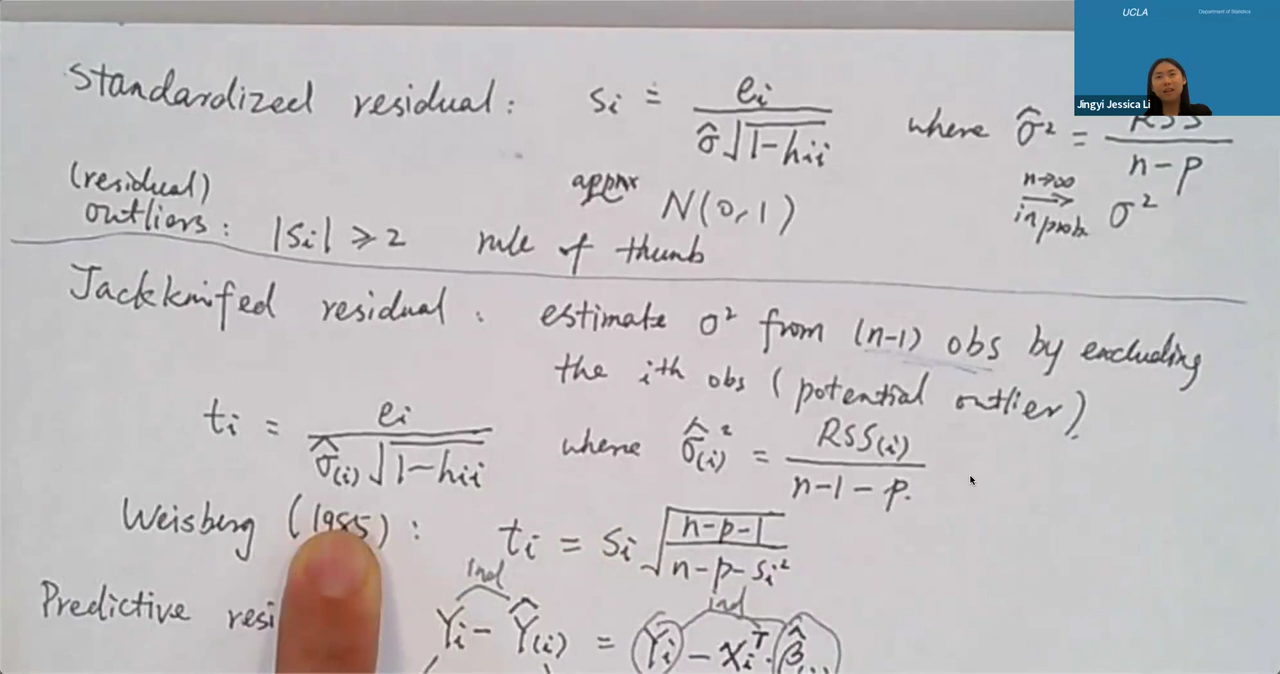 UCLA Department of Statistics
Jingyi Jessica Li
Standardized residual: si = ei / σ̂√(1-hii) where σ̂² = RSS / n-p
appnx N(0,1) n→∞ → in prob. σ²
(residual)
outliers: |si| ≥ 2 rule of thumb
Jackknifed residual: estimate σ² from (n-1) obs by excluding
the ith obs (potential outlier).
ti = ei / σ̂(i)√(1-hii) where σ̂(i)² = RSS(i) / n-1-p.
Weisberg (1985): ti = si √(n-p-1 / n-p-si²)
ind ind
Predictive resi Yi - Ŷ(i) = Yi - Xiᵀ · β̂